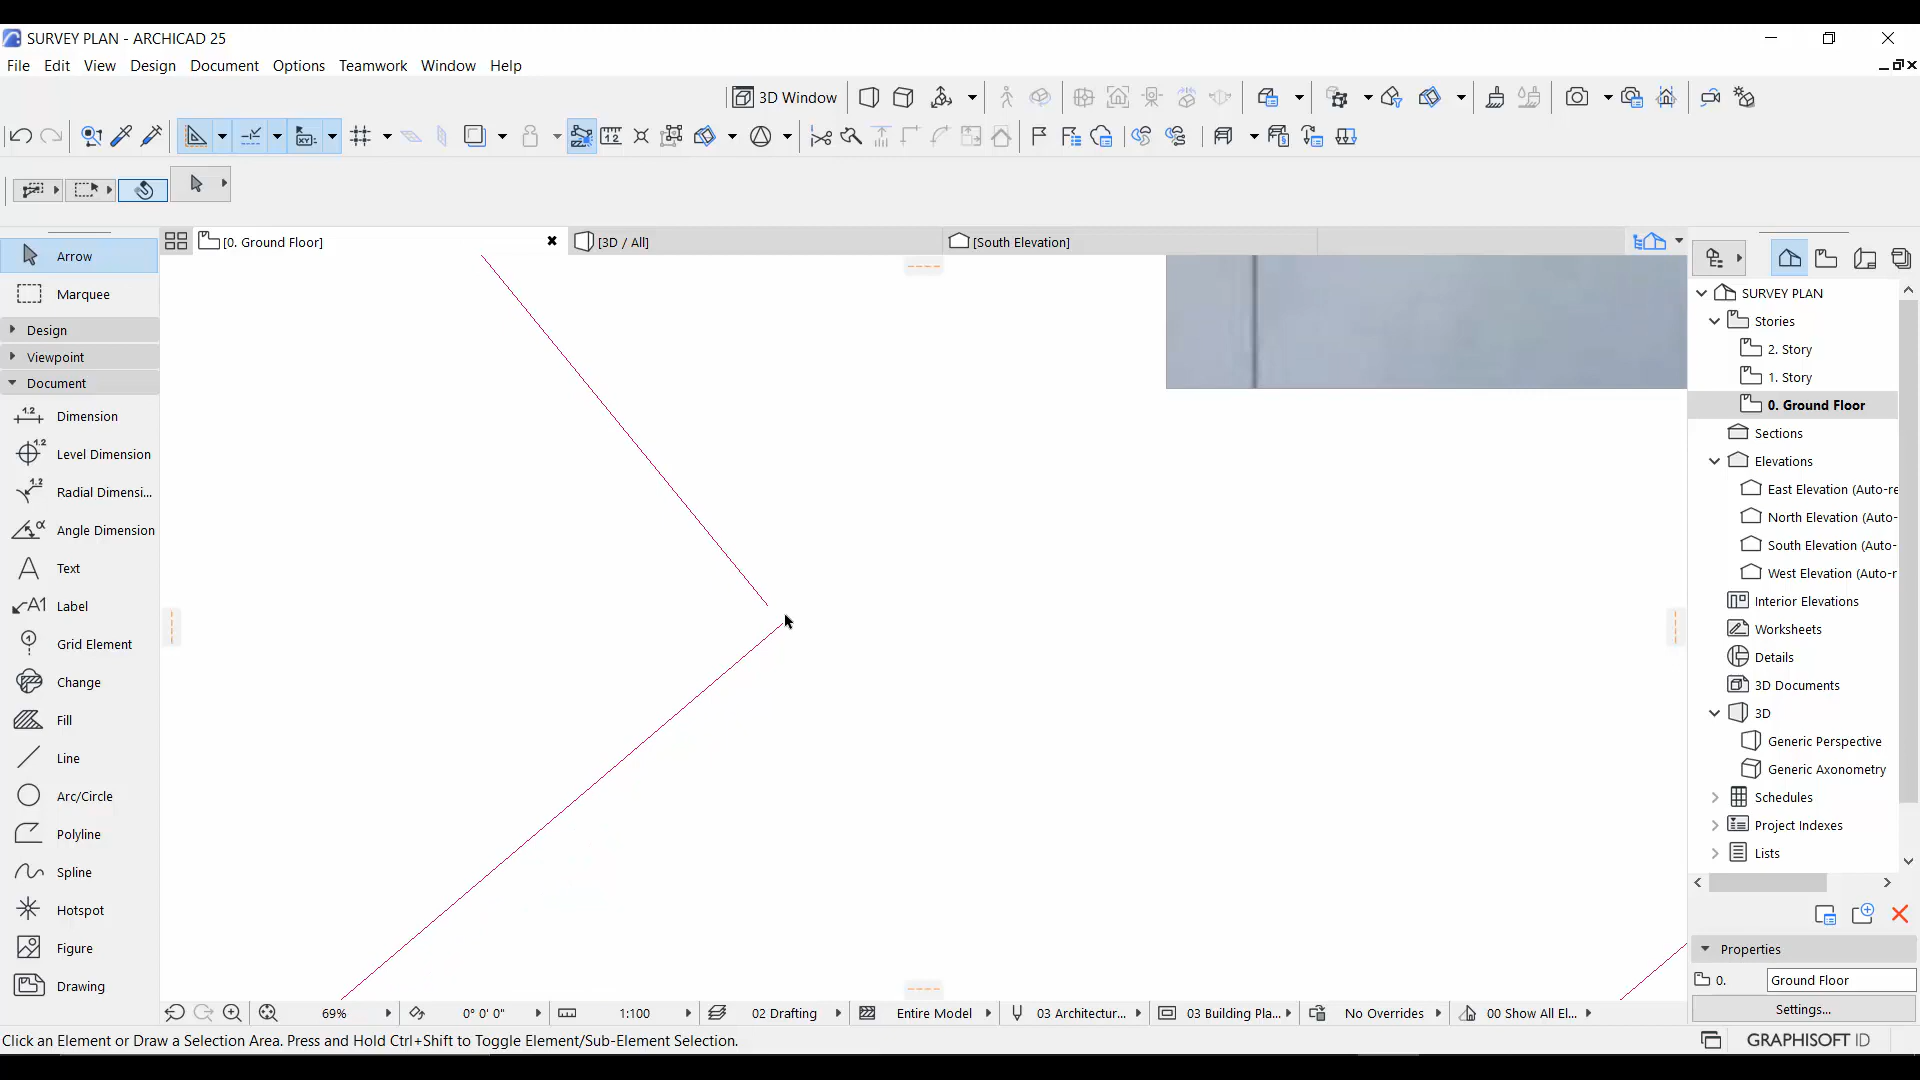 SURVEY PLAN - ARCHICAD 25
File Edit View Design Document Options Teamwork Window Help
3D Window
[0. Ground Floor]
[3D / All]
[South Elevation]
Arrow
Marquee
Design
Viewpoint
Document
Dimension
Level Dimension
Radial Dimensi...
Angle Dimension
Text
Label
Grid Element
Change
Fill
Line
Arc/Circle
Polyline
Spline
Hotspot
Figure
Drawing
SURVEY PLAN
Stories
2. Story
1. Story
0. Ground Floor
Sections
Elevations
East Elevation (Auto-re
North Elevation (Auto-
South Elevation (Auto-
West Elevation (Auto-r
Interior Elevations
Worksheets
Details
3D Documents
3D
Generic Perspective
Generic Axonometry
Schedules
Project Indexes
Lists
Properties
0. Ground Floor
Settings...
69% 0° 0' 0" 1:100 02 Drafting Entire Model 03 Architectur... 03 Building Pla... No Overrides 00 Show All El...
Click an Element or Draw a Selection Area. Press and Hold Ctrl+Shift to Toggle Element/Sub-Element Selection.
GRAPHISOFT ID